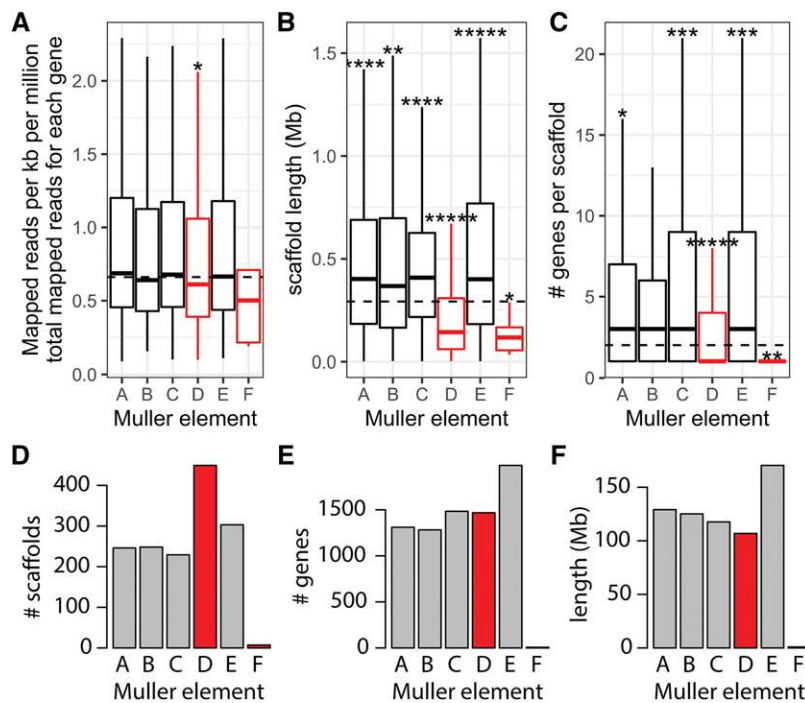 A
Mapped reads per kb per million
total mapped reads for each gene
2.0
1.5
1.0
0.5
0.0
*
A B C D E F
Muller element
B
scaffold length (Mb)
1.5
1.0
0.5
0.0
**** ** **** ***** ***** *
A B C D E F
Muller element
C
# genes per scaffold
20
15
10
5
0
* *** ***** *** **
A B C D E F
Muller element
D
# scaffolds
400
300
200
100
0
A B C D E F
Muller element
E
# genes
1500
1000
500
0
A B C D E F
Muller element
F
length (Mb)
150
100
50
0
A B C D E F
Muller element